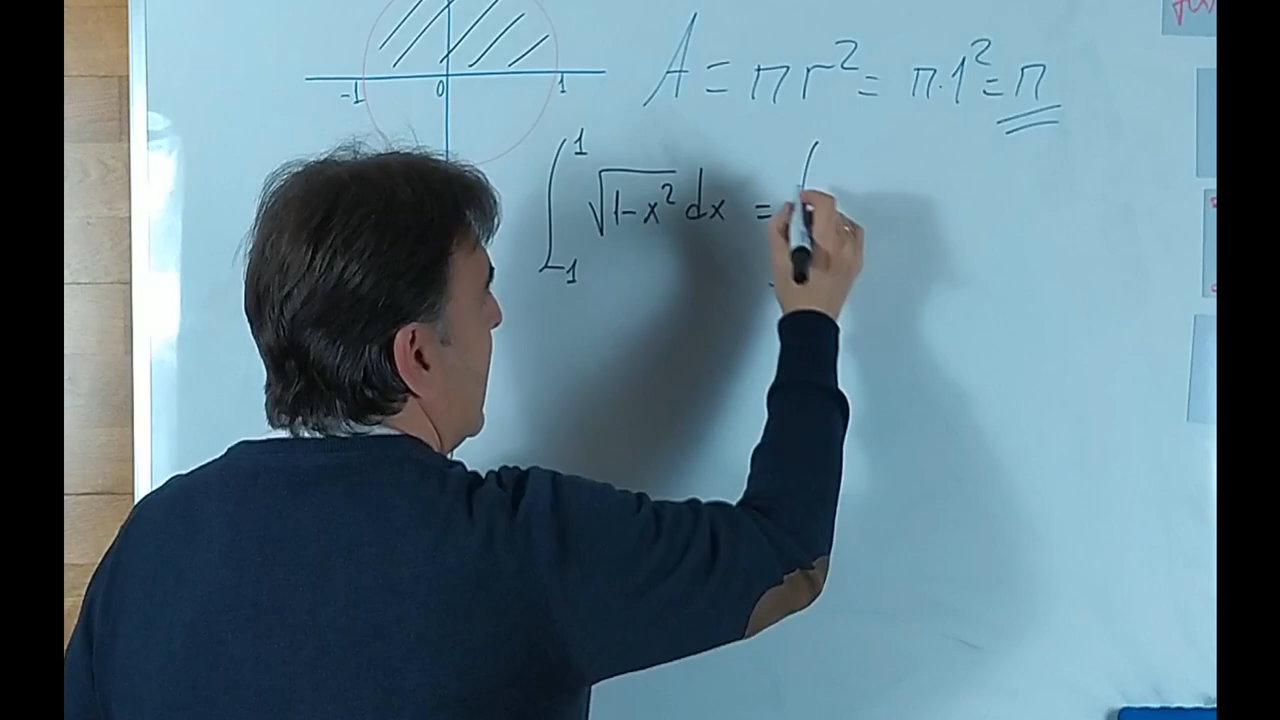 -1 0 1
A = πr² = π·1² = π
∫₋₁¹ √1-x² dx = ∫